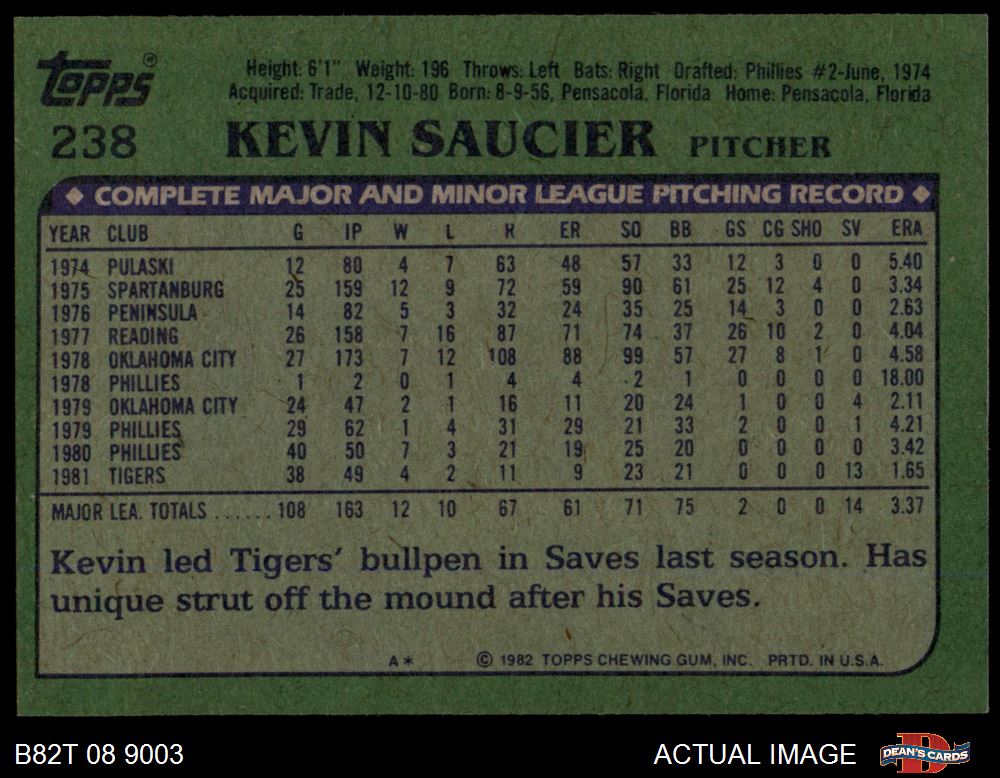 TOPPS®
Height: 6'1" Weight: 196 Throws: Left Bats: Right Drafted: Phillies #2-June, 1974
Acquired: Trade, 12-10-80 Born: 8-9-56, Pensacola, Florida Home: Pensacola, Florida
238 KEVIN SAUCIER PITCHER
◆ COMPLETE MAJOR AND MINOR LEAGUE PITCHING RECORD ◆
YEAR CLUB G IP W L R ER SO BB GS CG SHO SV ERA
1974 PULASKI 12 80 4 7 63 48 57 33 12 3 0 0 5.40
1975 SPARTANBURG 25 159 12 9 72 59 90 61 25 12 4 0 3.34
1976 PENINSULA 14 82 5 3 32 24 35 25 14 3 0 0 2.63
1977 READING 26 158 7 16 87 71 74 37 26 10 2 0 4.04
1978 OKLAHOMA CITY 27 173 7 12 108 88 99 57 27 8 1 0 4.58
1978 PHILLIES 1 2 0 1 4 4 2 1 0 0 0 0 18.00
1979 OKLAHOMA CITY 24 47 2 1 16 11 20 24 1 0 0 4 2.11
1979 PHILLIES 29 62 1 4 31 29 21 33 2 0 0 1 4.21
1980 PHILLIES 40 50 7 3 21 19 25 20 0 0 0 0 3.42
1981 TIGERS 38 49 4 2 11 9 23 21 0 0 0 13 1.65
MAJOR LEA. TOTALS ...... 108 163 12 10 67 61 71 75 2 0 0 14 3.37
Kevin led Tigers' bullpen in Saves last season. Has
unique strut off the mound after his Saves.
A* © 1982 TOPPS CHEWING GUM, INC. PRTD. IN U.S.A.
B82T 08 9003 ACTUAL IMAGE DEAN'S CARDS